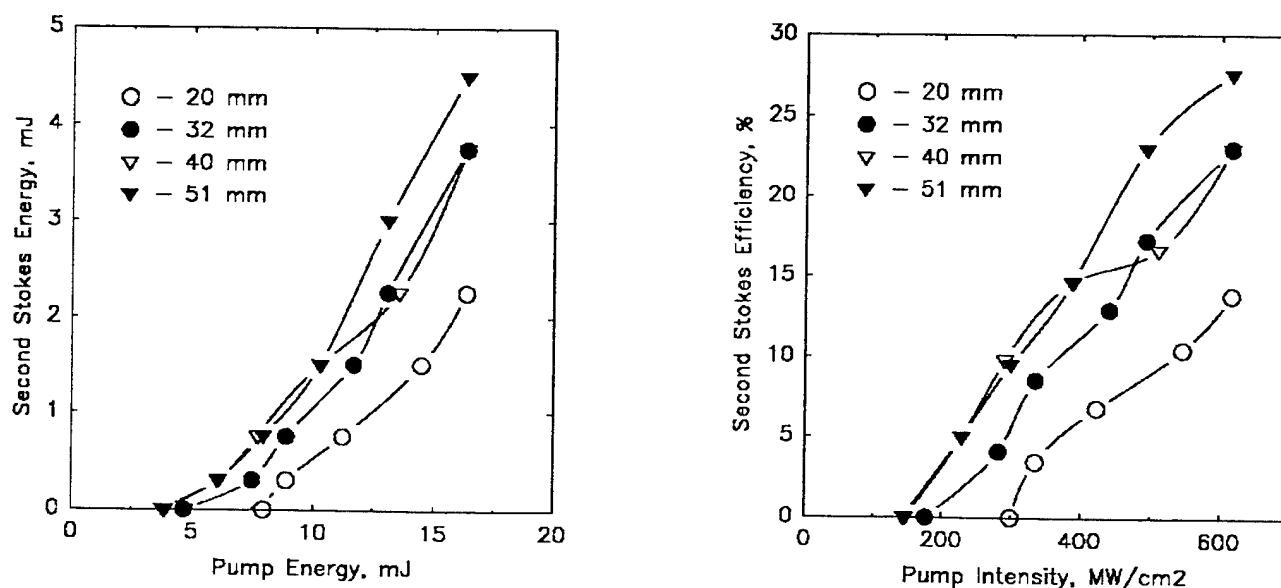 5
4
3
2
1
0
0
5
10
15
20
Second Stokes Energy, mJ
Pump Energy, mJ
– 20 mm
– 32 mm
– 40 mm
– 51 mm
30
25
20
15
10
5
0
0
200
400
600
Second Stokes Efficiency, %
Pump Intensity, MW/cm2
– 20 mm
– 32 mm
– 40 mm
– 51 mm